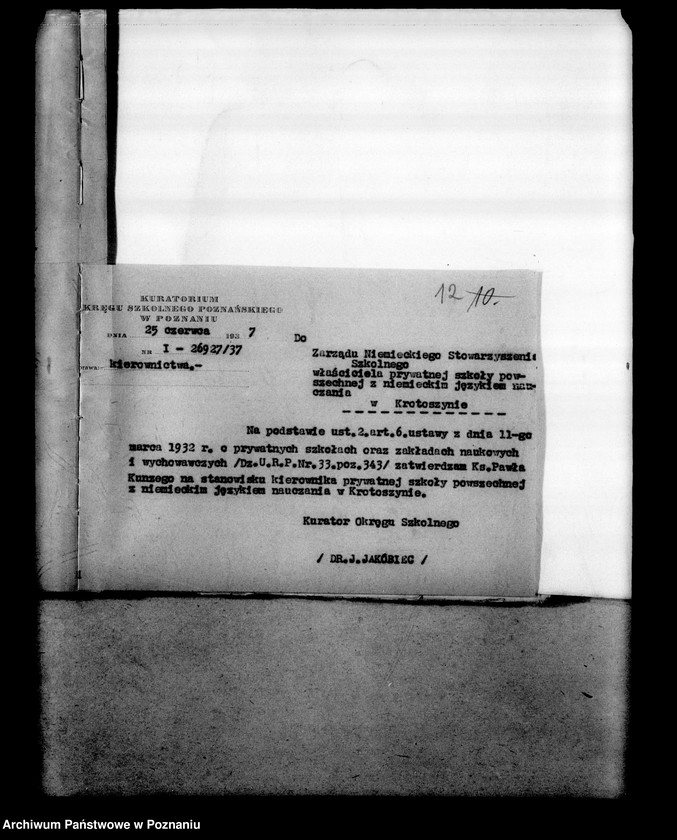 12 10.
KURATORIUM
KRĘGU SZKOLNEGO POZNAŃSKIEGO
W POZNANIU
DNIA 25 czerwca 193 7
NR I - 26927/37
kierownictwa.-
Do
Zarządu Niemieckiego Stowarzyszenia
Szkolnego
właściciela prywatnej szkoły pow-
szechnej z niemieckim językiem nau-
czania
w Krotoszynie
Na podstawie ust.2.art.6.ustawy z dnia 11-go
marca 1932 r. o prywatnych szkołach oraz zakładach naukowych
i wychowawczych /Dz.U.R.P.Nr.33.poz.343/ zatwierdzam Ks.Pawła
Kunzego na stanowisku kierownika prywatnej szkoły powszechnej
z niemieckim językiem nauczania w Krotoszynie.
Kurator Okręgu Szkolnego
/ DR.J.JAKÓBIEC /
Archiwum Państwowe w Poznaniu